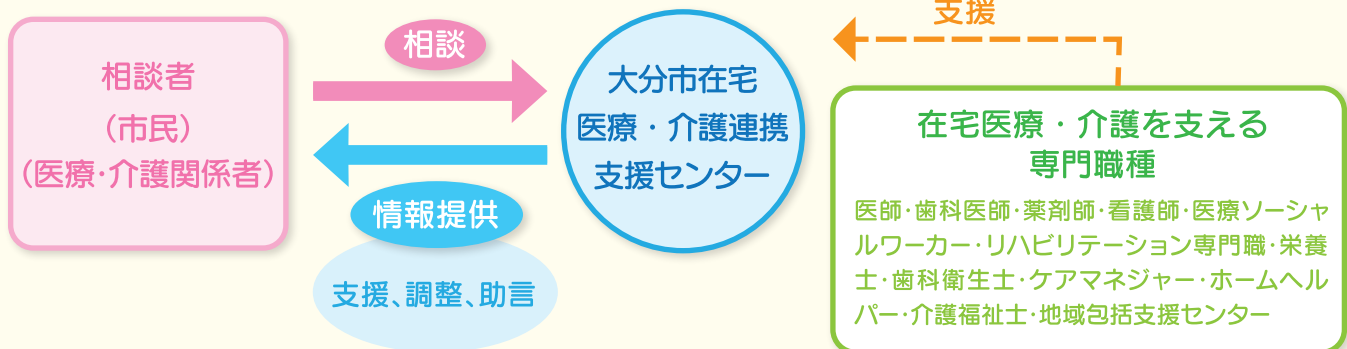 相談者
(市民)
(医療・介護関係者)
相談
情報提供
支援、調整、助言
大分市在宅
医療・介護連携
支援センター
支援
在宅医療・介護を支える
専門職種
医師・歯科医師・薬剤師・看護師・医療ソーシャ
ルワーカー・リハビリテーション専門職・栄養
士・歯科衛生士・ケアマネジャー・ホームヘル
パー・介護福祉士・地域包括支援センター